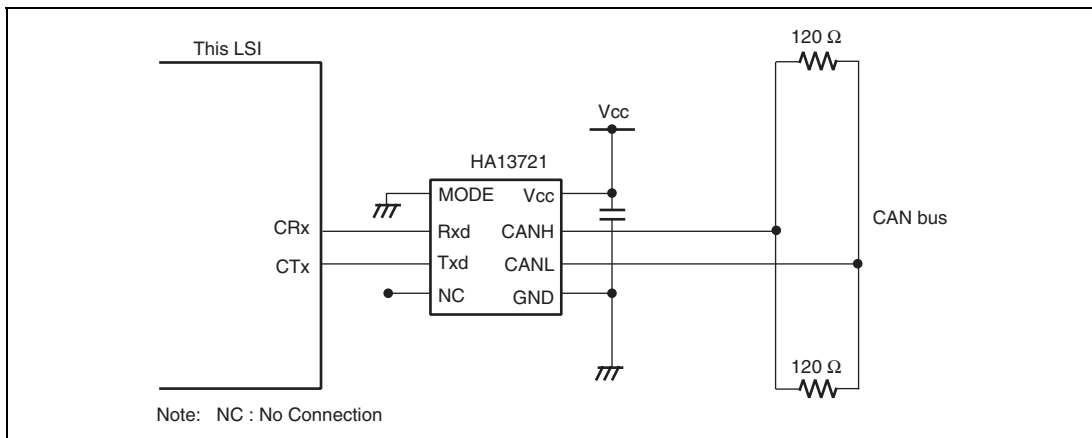 120 Ω
This LSI
Vcc
HA13721
MODE Vcc
CRx Rxd CANH CAN bus
CTx Txd CANL
NC GND
120 Ω
Note: NC : No Connection